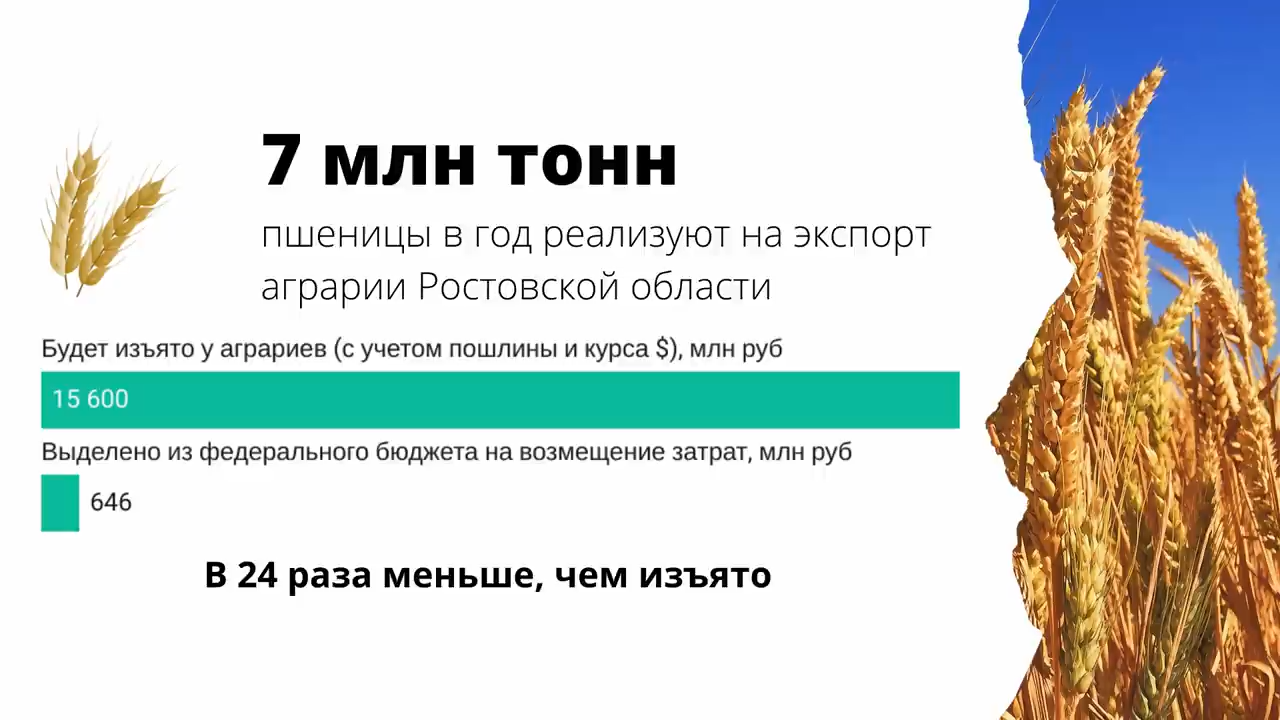 7 млн тонн
пшеницы в год реализуют на экспорт
аграрии Ростовской области
Будет изъято у аграриев (с учетом пошлины и курса $), млн руб
15 600
Выделено из федерального бюджета на возмещение затрат, млн руб
646
В 24 раза меньше, чем изъято